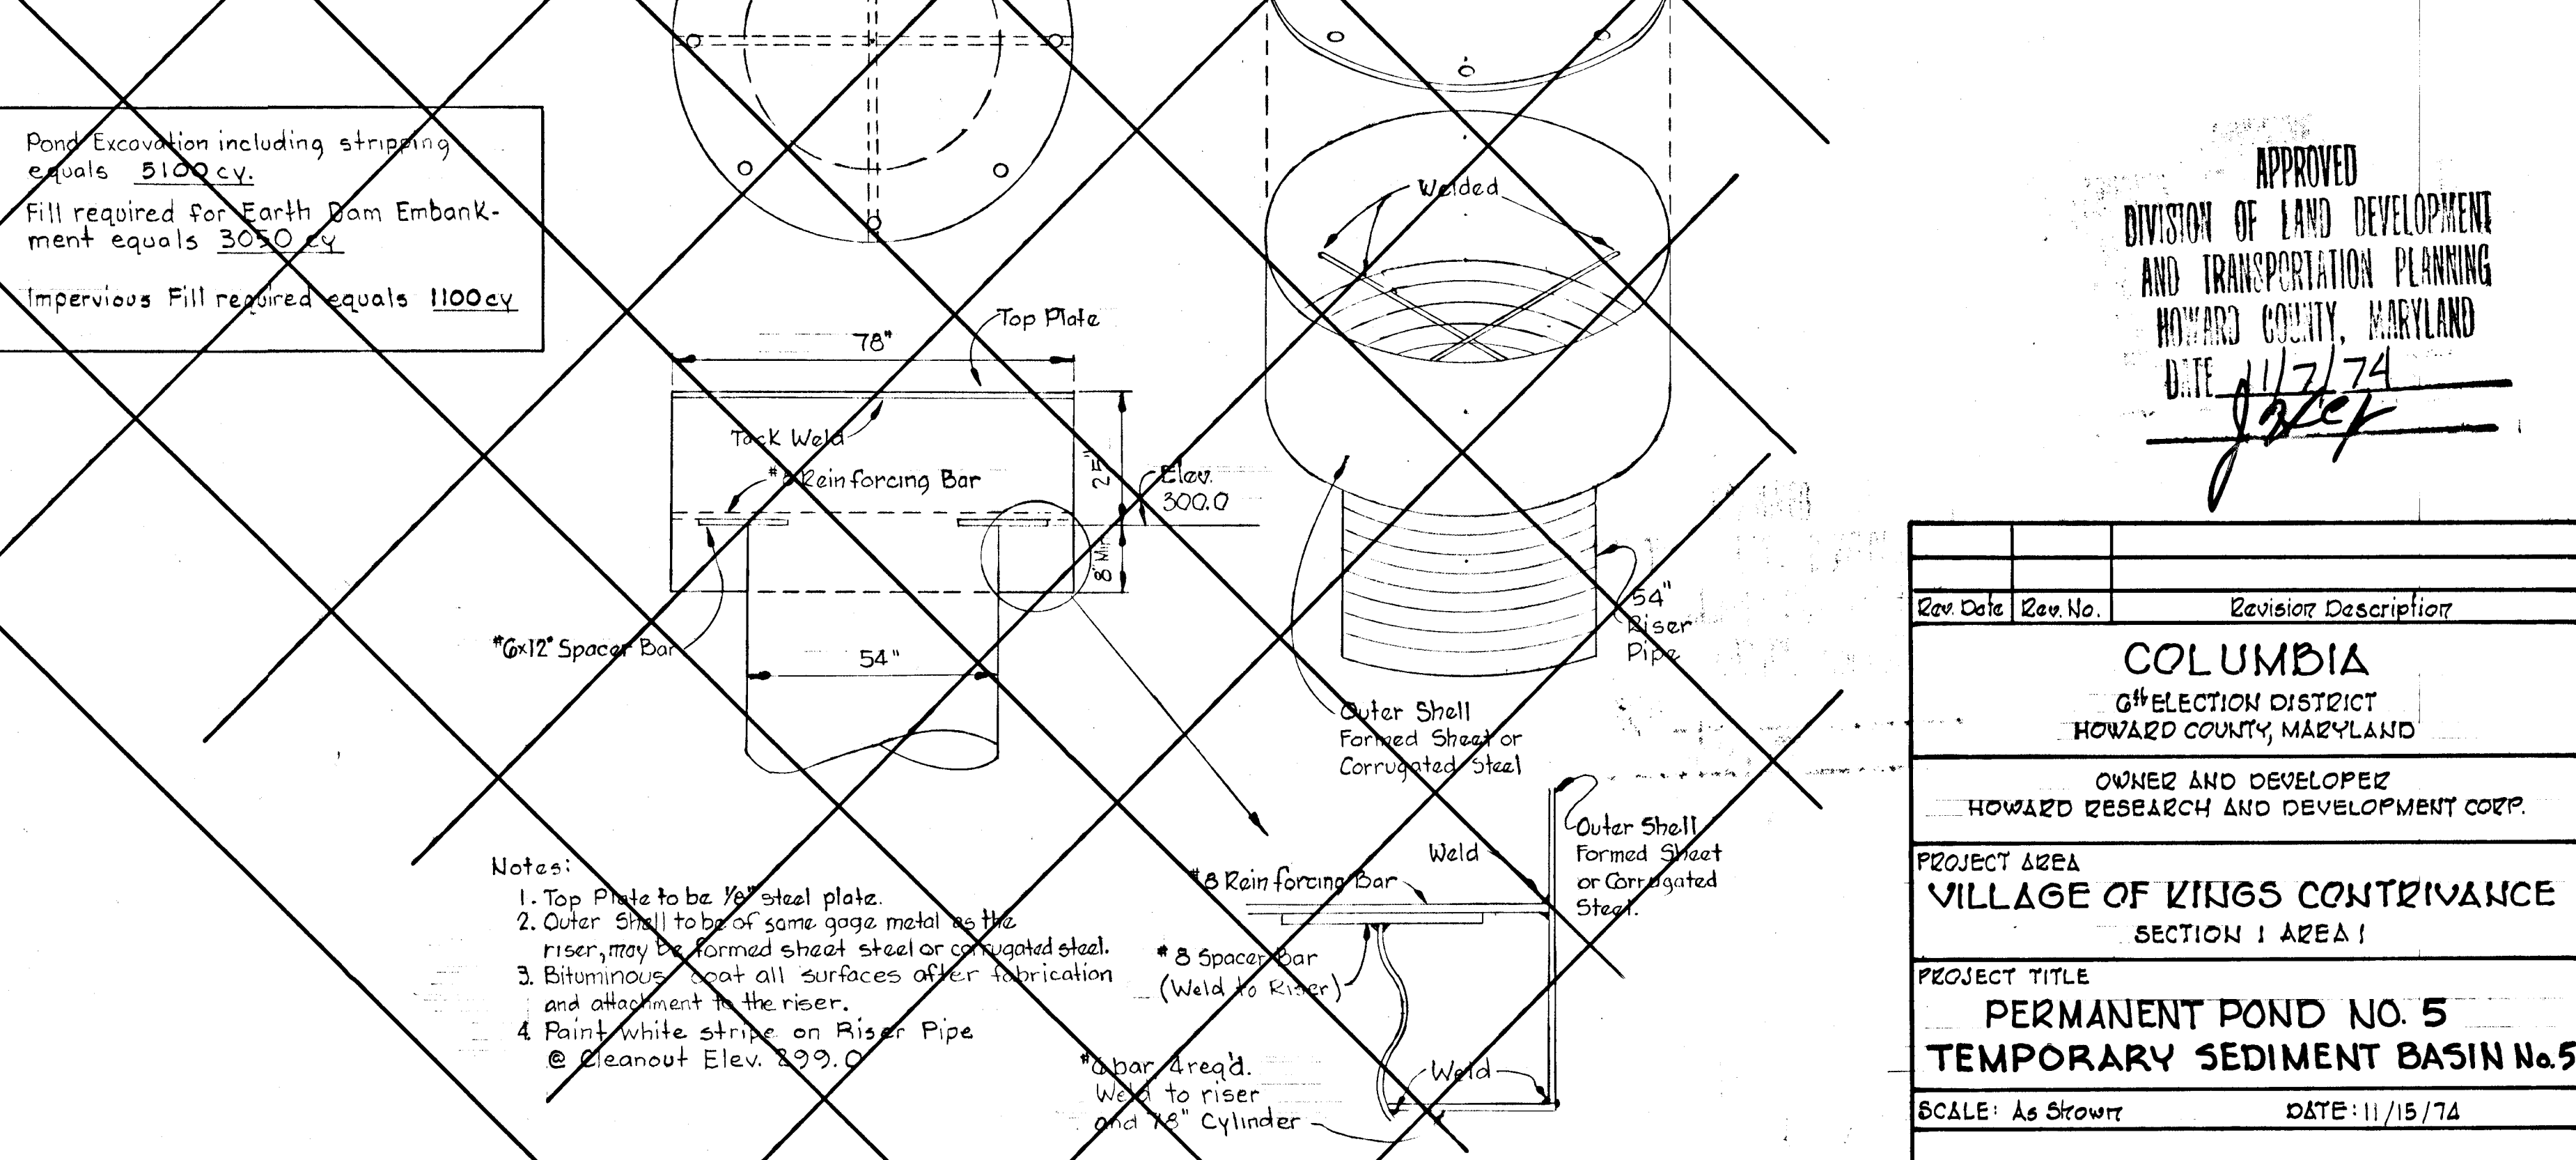 Pond Excavation including stripping
equals 5100 cy.
Fill required for Earth Dam Embank-
ment equals 3050 cy
Impervious Fill required equals 1100 cy
78"
Top Plate
Tack Weld
Reinforcing Bar
25"
Elev.
300.0
8" Min
#6x12" Spacer Bar
54"
Welded
54"
Riser
Pipe
Outer Shell
Formed Sheet or
Corrugated Steel
Notes:
1. Top Plate to be 1/8" steel plate.
2. Outer Shell to be of same gage metal as the
riser, may be formed sheet steel or corrugated steel.
3. Bituminous coat all surfaces after fabrication
and attachment to the riser.
4. Paint white stripe on Riser Pipe
@ Cleanout Elev. 299.0
Outer Shell
Formed Sheet
or Corrugated
Steel.
Weld
#8 Reinforcing Bar
#8 Spacer Bar
(Weld to Riser)
#6 bar, 4 req'd.
Weld to riser
and 78" Cylinder
Weld
APPROVED
DIVISION OF LAND DEVELOPMENT
AND TRANSPORTATION PLANNING
HOWARD COUNTY, MARYLAND
DATE 11/7/74
Rev. Date Rev. No. Revision Description
COLUMBIA
6th ELECTION DISTRICT
HOWARD COUNTY, MARYLAND
OWNER AND DEVELOPER
HOWARD RESEARCH AND DEVELOPMENT CORP.
PROJECT AREA
VILLAGE OF KINGS CONTRIVANCE
SECTION 1 AREA 1
PROJECT TITLE
PERMANENT POND NO. 5
TEMPORARY SEDIMENT BASIN No.5
SCALE: As Shown DATE: 11/15/74